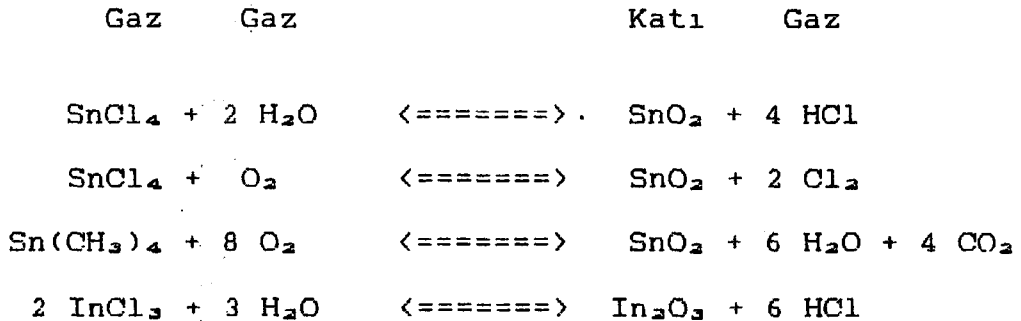 Gaz Gaz Katı Gaz
SnCl₄ + 2 H₂O <=======> SnO₂ + 4 HCl
SnCl₄ + O₂ <=======> SnO₂ + 2 Cl₂
Sn(CH₃)₄ + 8 O₂ <=======> SnO₂ + 6 H₂O + 4 CO₂
2 InCl₃ + 3 H₂O <=======> In₂O₃ + 6 HCl